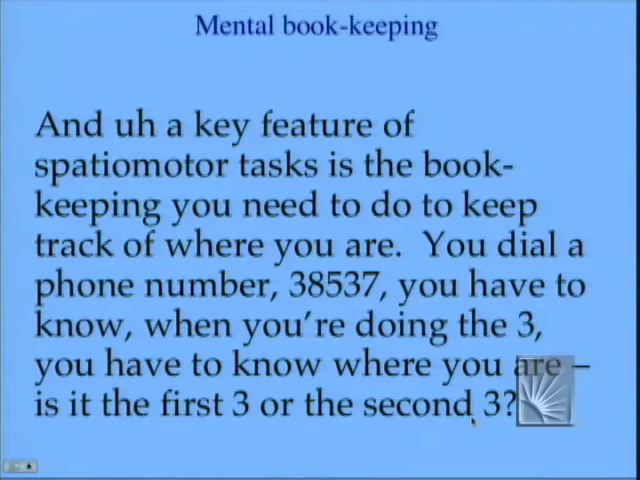 Mental book-keeping
And uh a key feature of
spatiomotor tasks is the book-
keeping you need to do to keep
track of where you are.  You dial a
phone number, 38537, you have to
know, when you're doing the 3,
you have to know where you are –
is it the first 3 or the second 3?